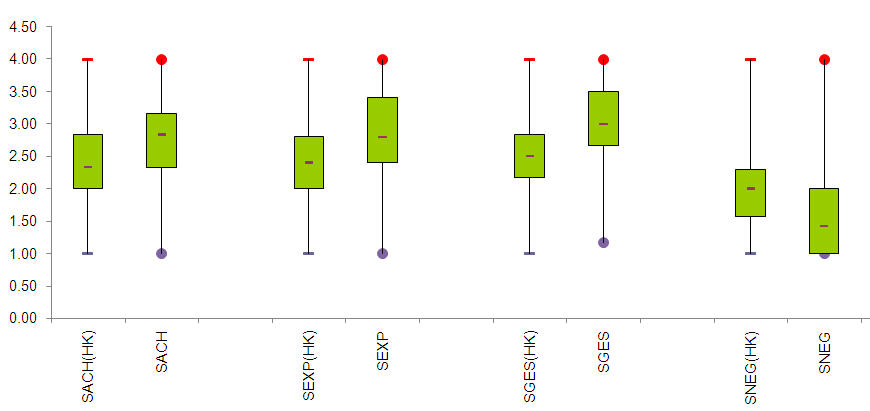 4.50
4.00
3.50
3.00
2.50
2.00
1.50
1.00
0.50
0.00
SACH(HK)
SACH
SEXP(HK)
SEXP
SGES(HK)
SGES
SNEG(HK)
SNEG